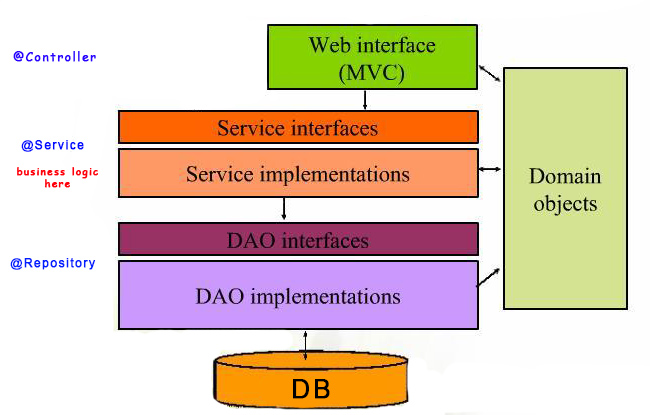 @Controller
Web interface
(MVC)
Service interfaces
@Service
business logic
here
Service implementations
Domain
objects
DAO interfaces
@Repository
DAO implementations
DB